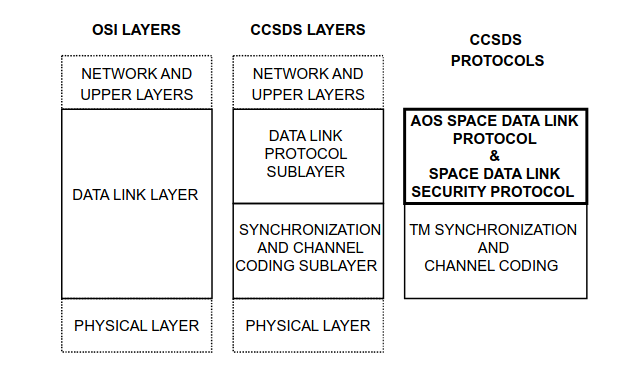 OSI LAYERS
NETWORK AND
UPPER LAYERS
DATA LINK LAYER
PHYSICAL LAYER
CCSDS LAYERS
NETWORK AND
UPPER LAYERS
DATA LINK
PROTOCOL
SUBLAYER
SYNCHRONIZATION
AND CHANNEL
CODING SUBLAYER
PHYSICAL LAYER
CCSDS
PROTOCOLS
AOS SPACE DATA LINK
PROTOCOL
&
SPACE DATA LINK
SECURITY PROTOCOL
TM SYNCHRONIZATION
AND
CHANNEL CODING